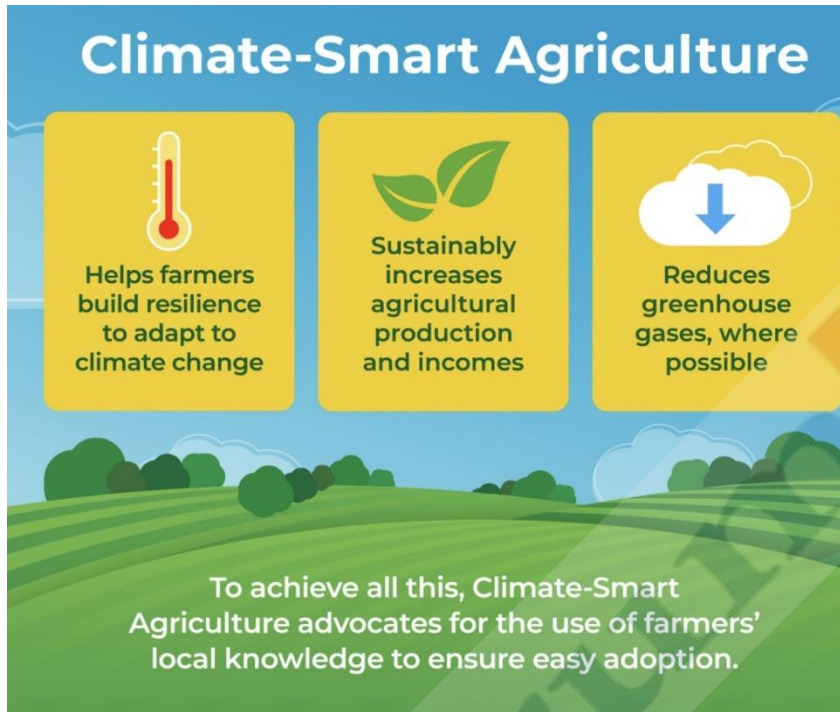 Climate-Smart Agriculture
Helps farmers
build resilience
to adapt to
climate change
Sustainably
increases
agricultural
production
and incomes
Reduces
greenhouse
gases, where
possible
To achieve all this, Climate-Smart
Agriculture advocates for the use of farmers’
local knowledge to ensure easy adoption.